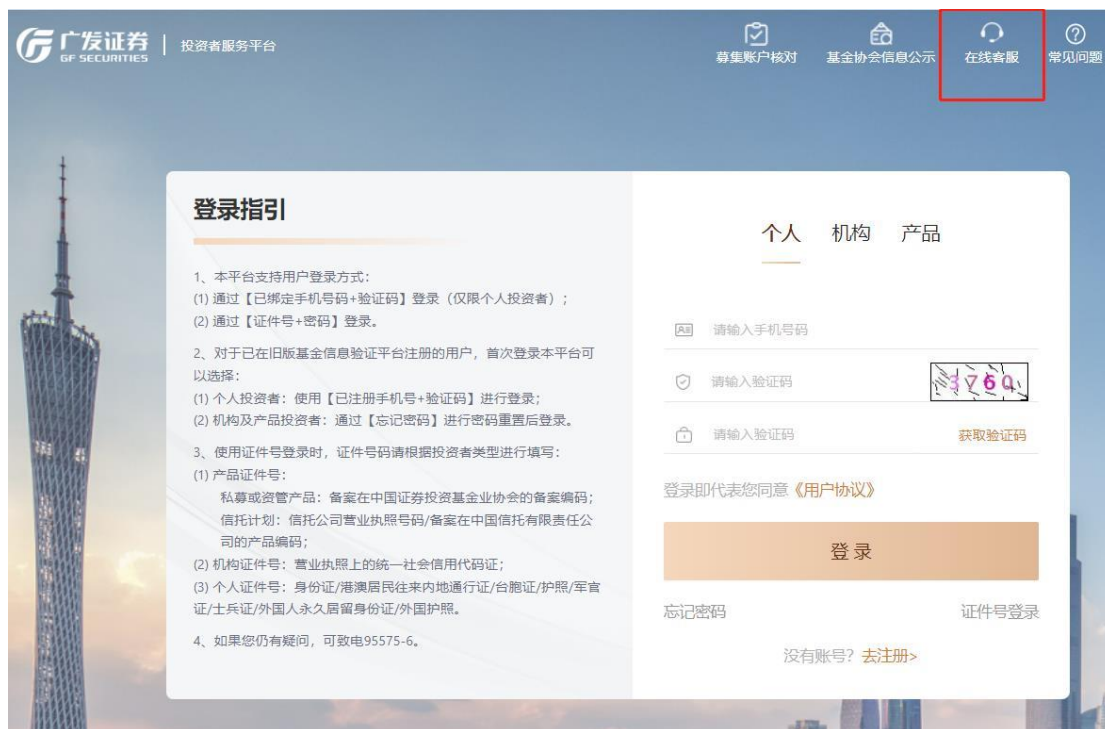 广发证券
GF SECURITIES
投资者服务平台
募集账户核对
基金协会信息公示
在线客服
常见问题
登录指引
1、本平台支持用户登录方式：
(1) 通过【已绑定手机号码+验证码】登录（仅限个人投资者）；
(2) 通过【证件号+密码】登录。
2、对于已在旧版基金信息验证平台注册的用户，首次登录本平台可
以选择：
(1) 个人投资者：使用【已注册手机号+验证码】进行登录；
(2) 机构及产品投资者：通过【忘记密码】进行密码重置后登录。
3、使用证件号登录时，证件号码请根据投资者类型进行填写：
(1) 产品证件号：
私募或资管产品：备案在中国证券投资基金业协会的备案编码；
信托计划：信托公司营业执照号码/备案在中国信托有限责任公
司的产品编码；
(2) 机构证件号：营业执照上的统一社会信用代码证；
(3) 个人证件号：身份证/港澳居民往来内地通行证/台胞证/护照/军官
证/士兵证/外国人永久居留身份证/外国护照。
4、如果您仍有疑问，可致电95575-6。
个人 机构 产品
请输入手机号码
请输入验证码
3760
请输入验证码
获取验证码
登录即代表您同意《用户协议》
登录
忘记密码
证件号登录
没有账号？去注册>